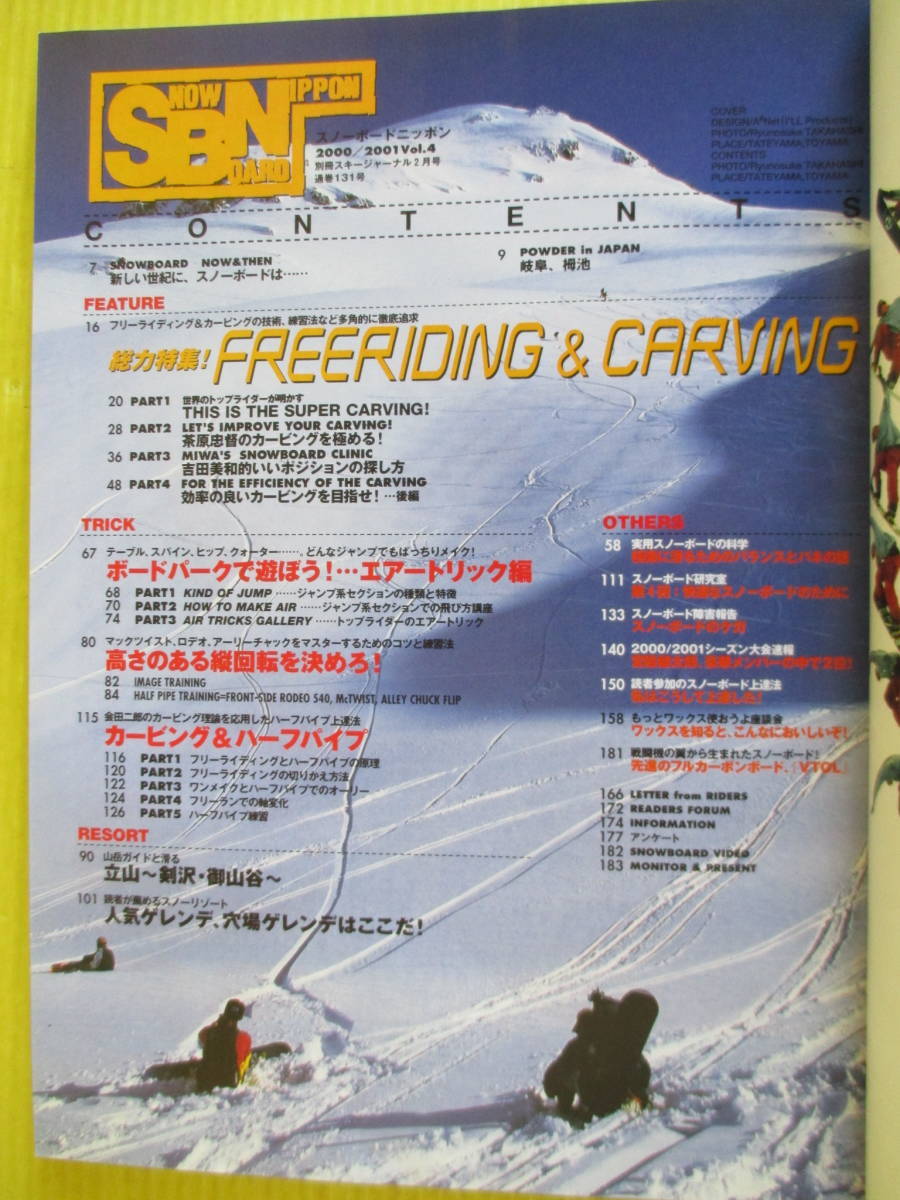 SNOW
BOARD
NIPPON
スノーボードニッポン
2000/2001Vol.4
別冊スキージャーナル2月号
通巻131号
COVER
DESIGN/A•Net(I'LL Products)
PHOTO/Ryunosuke TAKAHASHI
PLACE/TATEYAMA,TOYAMA
CONTENTS
PHOTO/Ryunosuke TAKAHASHI
PLACE/TATEYAMA,TOYAMA
CONTENTS
7 SNOWBOARD NOW&THEN
新しい世紀に、スノーボードは……
9 POWDER in JAPAN
岐阜、栂池
FEATURE
16 フリーライディング&カービングの技術、練習法など多角的に徹底追求
総力特集! FREERIDING & CARVING
20 PART1 世界のトップライダーが明かす
THIS IS THE SUPER CARVING!
28 PART2 LET'S IMPROVE YOUR CARVING!
茶原忠督のカービングを極める!
36 PART3 MIWA'S SNOWBOARD CLINIC
吉田美和的いいポジションの探し方
48 PART4 FOR THE EFFICIENCY OF THE CARVING
効率の良いカービングを目指せ!…後編
TRICK
67 テーブル、スパイン、ヒップ、クォーター……。どんなジャンプでもばっちりメイク!
ボードパークで遊ぼう!…エアートリック編
68 PART1 KIND OF JUMP ……ジャンプ系セクションの種類と特徴
70 PART2 HOW TO MAKE AIR ……ジャンプ系セクションでの飛び方講座
74 PART3 AIR TRICKS GALLERY ……トップライダーのエアートリック
80 マックツイスト、ロデオ、アーリーチャックをマスターするためのコツと練習法
高さのある縦回転を決めろ!
82 IMAGE TRAINING
84 HALF PIPE TRAINING=FRONT-SIDE RODEO 540, McTWIST, ALLEY CHUCK FLIP
115 金田二郎のカービング理論を応用したハーフパイプ上達法
カービング&ハーフパイプ
116 PART1 フリーライディングとハーフパイプの原理
120 PART2 フリーライディングの切りかえ方法
122 PART3 ワンメイクとハーフパイプでのオーリー
124 PART4 フリーランでの軸変化
126 PART5 ハーフパイプ練習
RESORT
90 山岳ガイドと滑る
立山～剣沢・御山谷～
101 読者が薦めるスノーリゾート
人気ゲレンデ、穴場ゲレンデはここだ!
OTHERS
58 実用スノーボードの科学
111 スノーボード研究室
133 スノーボード障害報告
スノーボードのケガ
140 2000/2001シーズン大会速報
150 読者参加のスノーボード上達法
私はこうして上達した!
158 もっとワックス使おうよ座談会
ワックスを知ると、こんなにおいしいぞ!
181 戦闘機の翼から生まれたスノーボード!
先進のフルカーボンボード、「VTOL」
166 LETTER from RIDERS
172 READERS FORUM
174 INFORMATION
177 アンケート
182 SNOWBOARD VIDEO
183 MONITOR & PRESENT